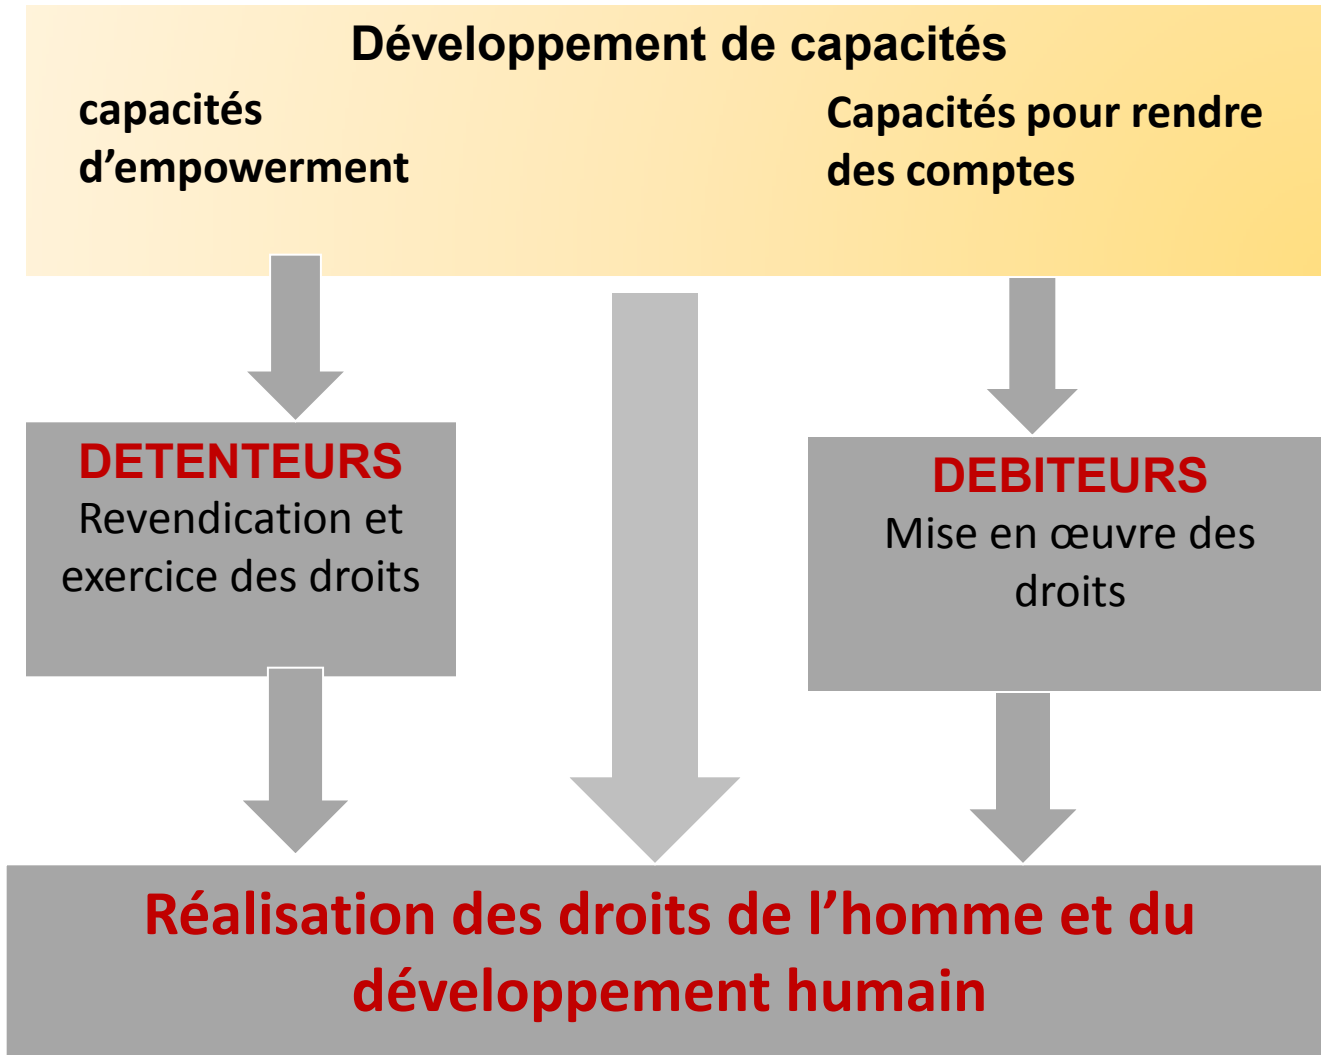 Développement de capacités
capacités
d’empowerment
Capacités pour rendre
des comptes
DETENTEURS
Revendication et
exercice des droits
DEBITEURS
Mise en œuvre des
droits
Réalisation des droits de l’homme et du
développement humain